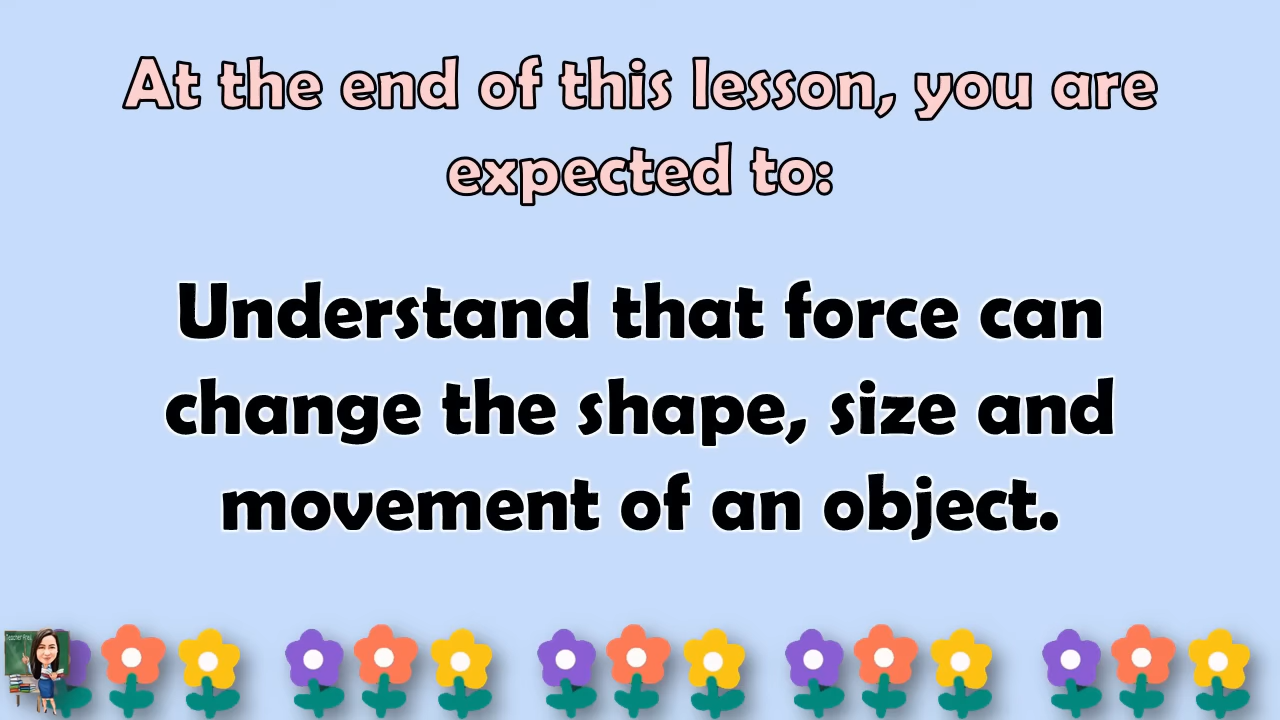 At the end of this lesson, you are
expected to:
Understand that force can
change the shape, size and
movement of an object.